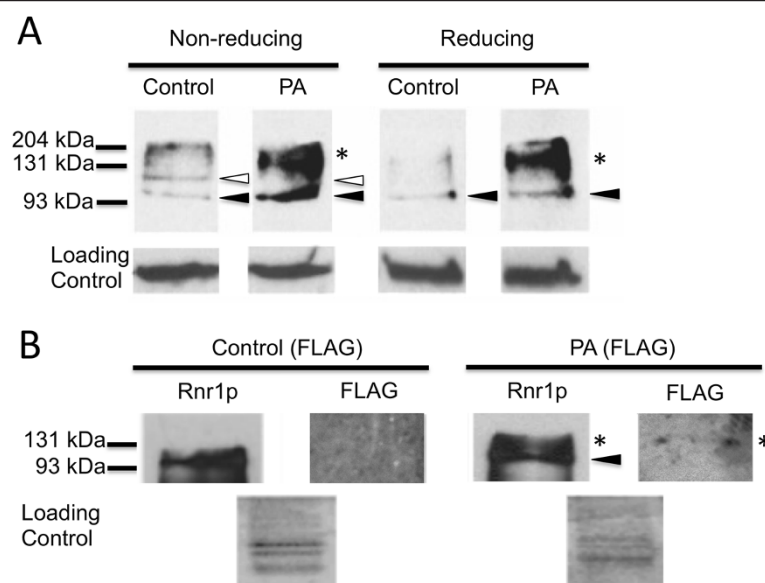 A
Non-reducing Reducing
Control PA Control PA
204 kDa
131 kDa *
*
93 kDa
Loading
Control
B
Control (FLAG) PA (FLAG)
Rnr1p FLAG Rnr1p FLAG
131 kDa * *
93 kDa
Loading
Control